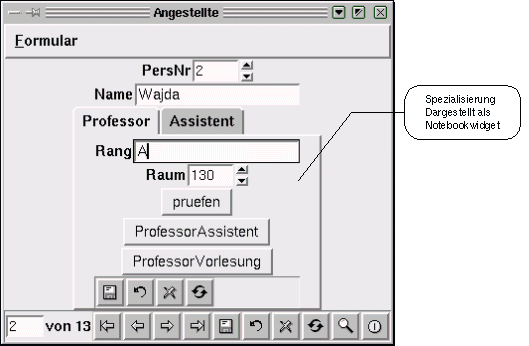 Angestellte
Formular
PersNr 2
Name Wajda
Professor Assistent
Rang A
Raum 130
pruefen
ProfessorAssistent
ProfessorVorlesung
2 von 13
Spezialisierung
Dargestellt als
Notebookwidget